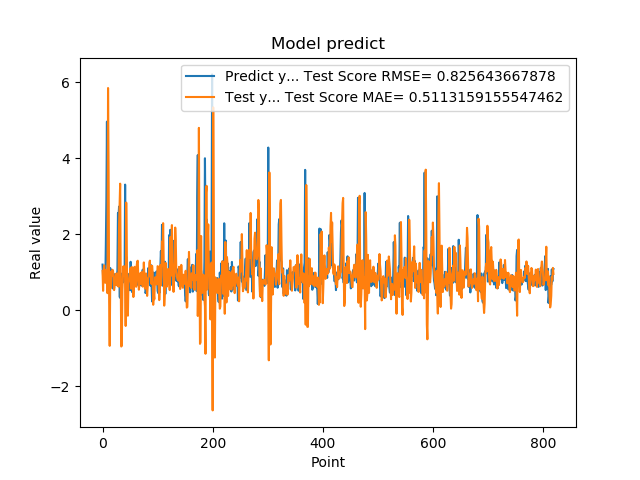 Model predict
Predict y... Test Score RMSE= 0.825643667878
Test y... Test Score MAE= 0.5113159155547462
Real value
6
4
2
0
−2
0 200 400 600 800
Point